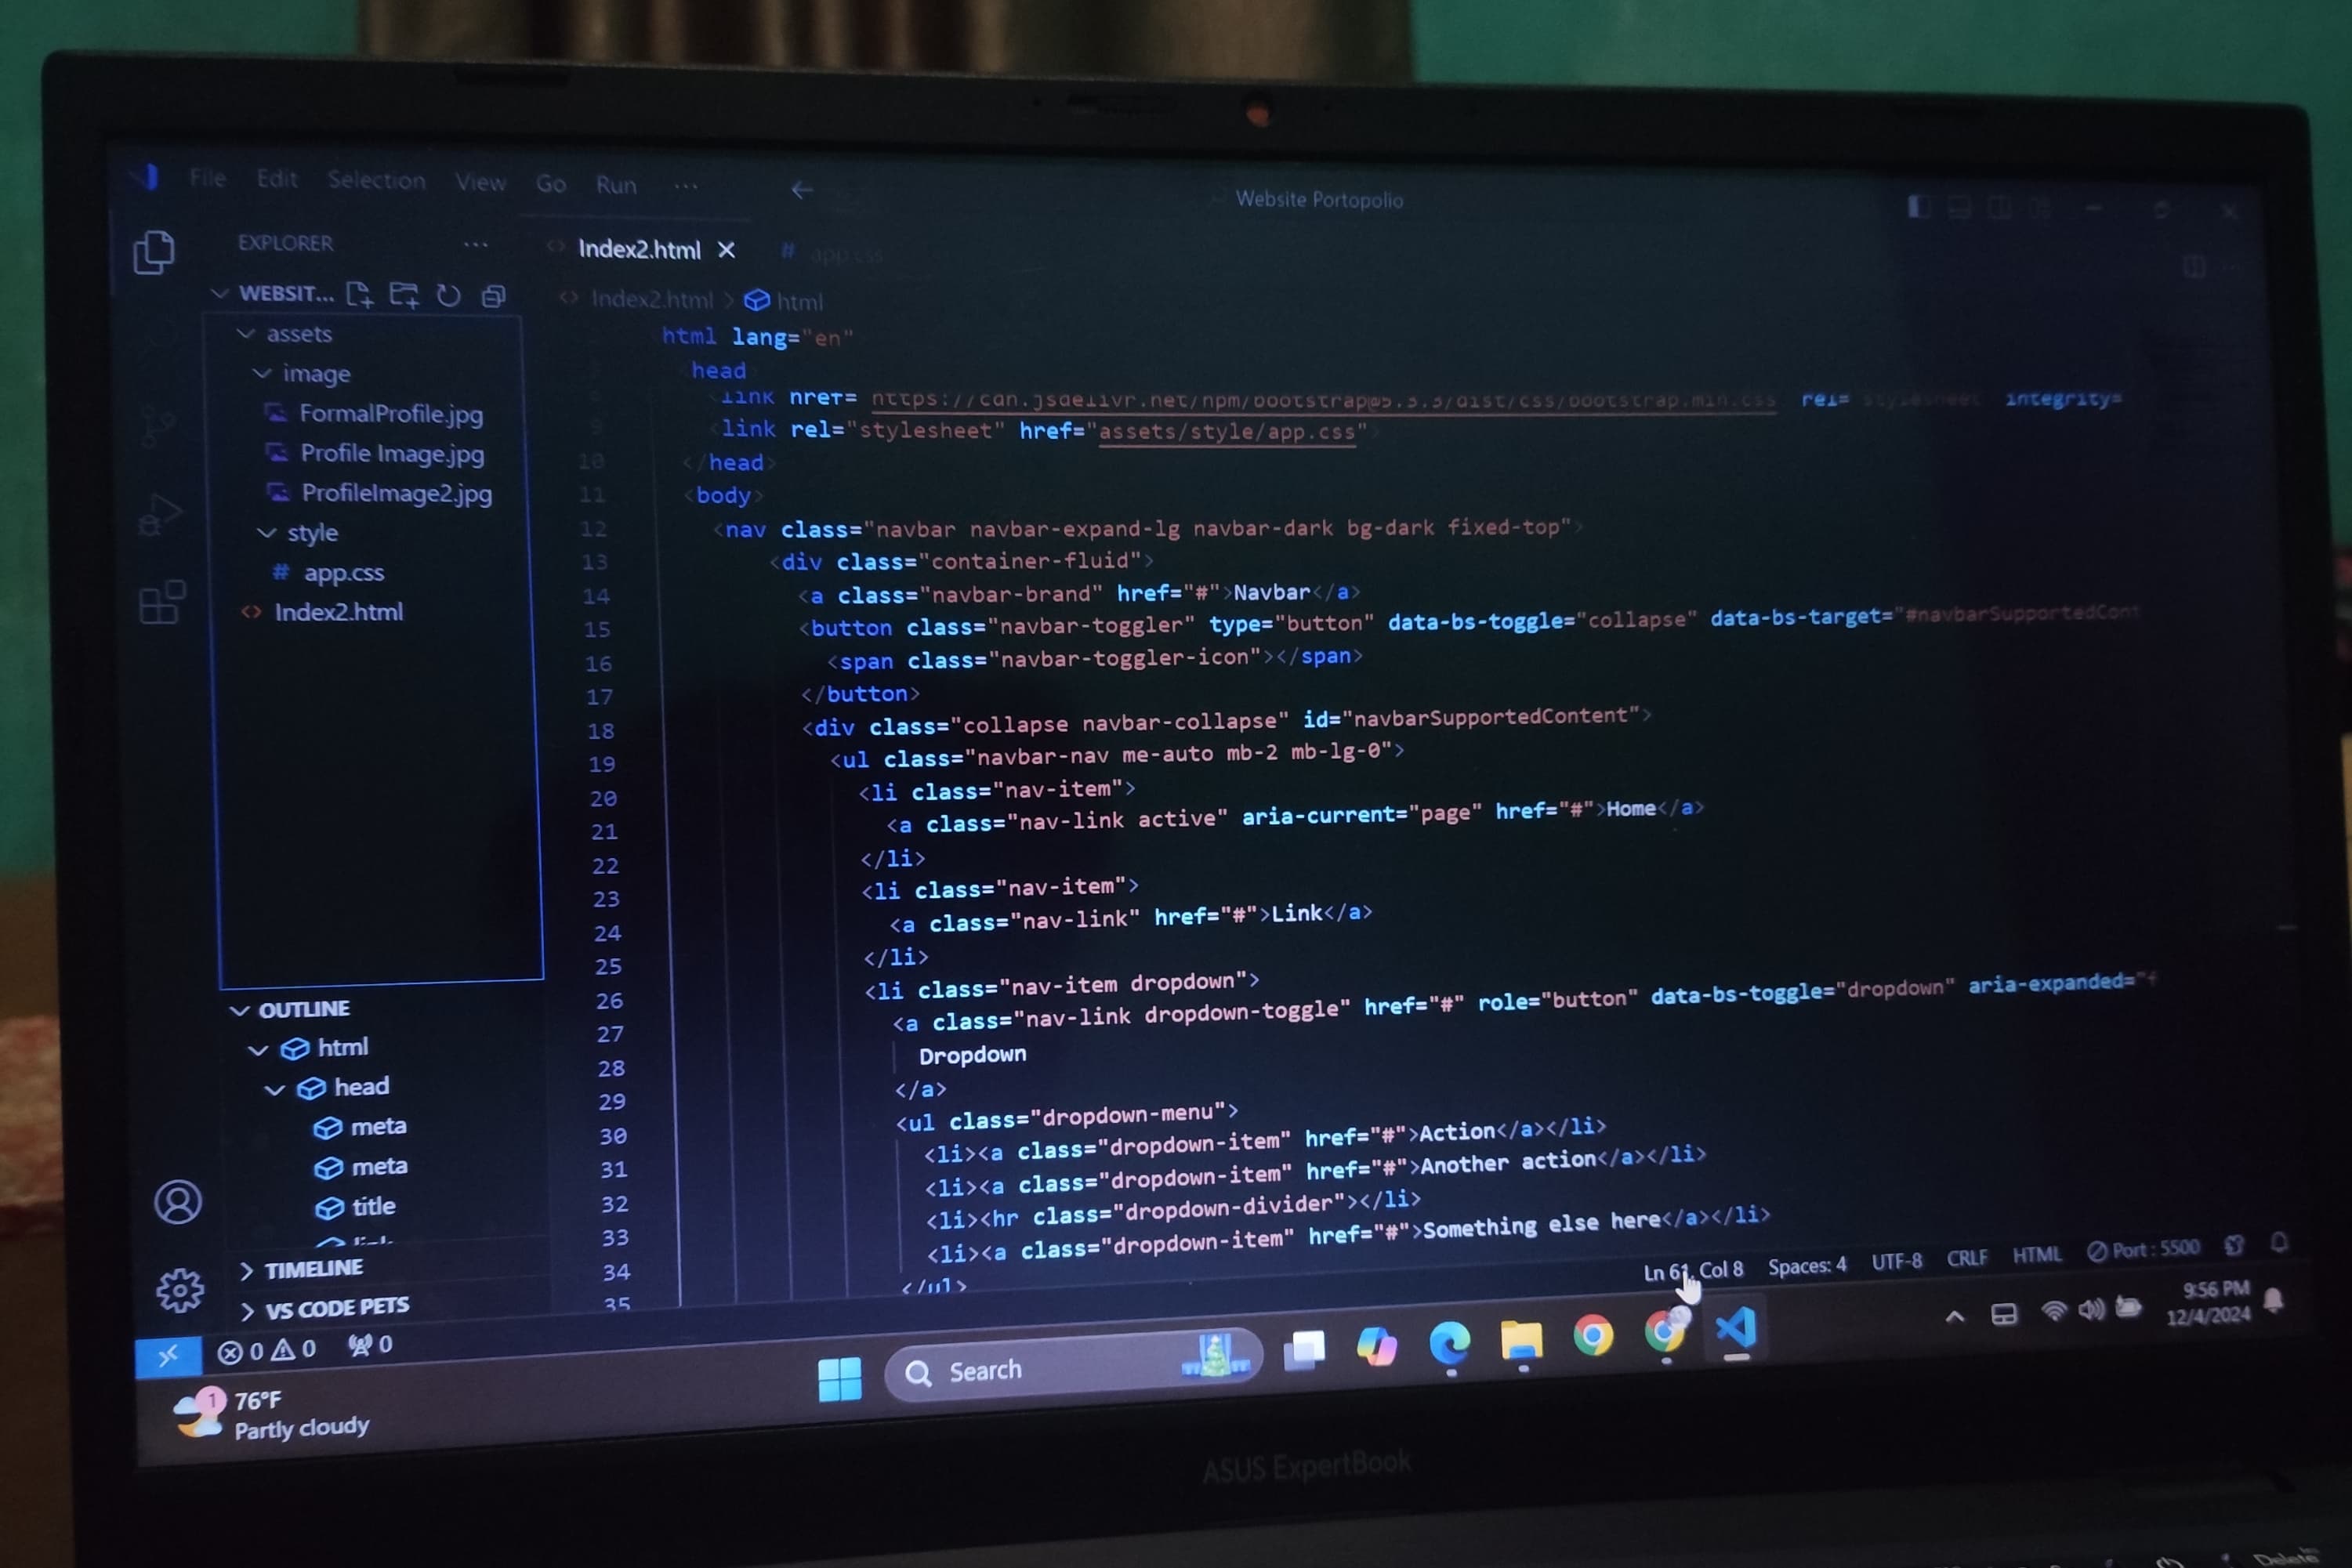 File Edit Selection View Go Run ··· ← Website Portopolio
EXPLORER ···
WEBSIT...
assets
image
FormalProfile.jpg
Profile Image.jpg
ProfileImage2.jpg
style
# app.css
<> Index2.html
OUTLINE
html
head
meta
meta
title
TIMELINE
VS CODE PETS
<> Index2.html × # app.css
<> Index2.html > html
html lang="en"
head
link href= https://cdn.jsdelivr.net/npm/bootstrap@5.3.3/dist/css/bootstrap.min.css rel= stylesheet integrity=
9 link rel="stylesheet" href="assets/style/app.css"
10 </head>
11 <body>
12 <nav class="navbar navbar-expand-lg navbar-dark bg-dark fixed-top">
13 <div class="container-fluid">
14 <a class="navbar-brand" href="#">Navbar</a>
15 <button class="navbar-toggler" type="button" data-bs-toggle="collapse" data-bs-target="#navbarSupportedCont
16 <span class="navbar-toggler-icon"></span>
17 </button>
18 <div class="collapse navbar-collapse" id="navbarSupportedContent">
19 <ul class="navbar-nav me-auto mb-2 mb-lg-0">
20 <li class="nav-item">
21 <a class="nav-link active" aria-current="page" href="#">Home</a>
22 </li>
23 <li class="nav-item">
24 <a class="nav-link" href="#">Link</a>
25 </li>
26 <li class="nav-item dropdown">
27 <a class="nav-link dropdown-toggle" href="#" role="button" data-bs-toggle="dropdown" aria-expanded="f
28 Dropdown
29 </a>
30 <ul class="dropdown-menu">
31 <li><a class="dropdown-item" href="#">Action</a></li>
32 <li><a class="dropdown-item" href="#">Another action</a></li>
33 <li><hr class="dropdown-divider"></li>
34 <li><a class="dropdown-item" href="#">Something else here</a></li>
35 </ul>
0 0 0 Ln 61, Col 8 Spaces: 4 UTF-8 CRLF HTML Port : 5500
1 76°F
Partly cloudy
Search
9:56 PM
12/4/2024
ASUS ExpertBook
Delete